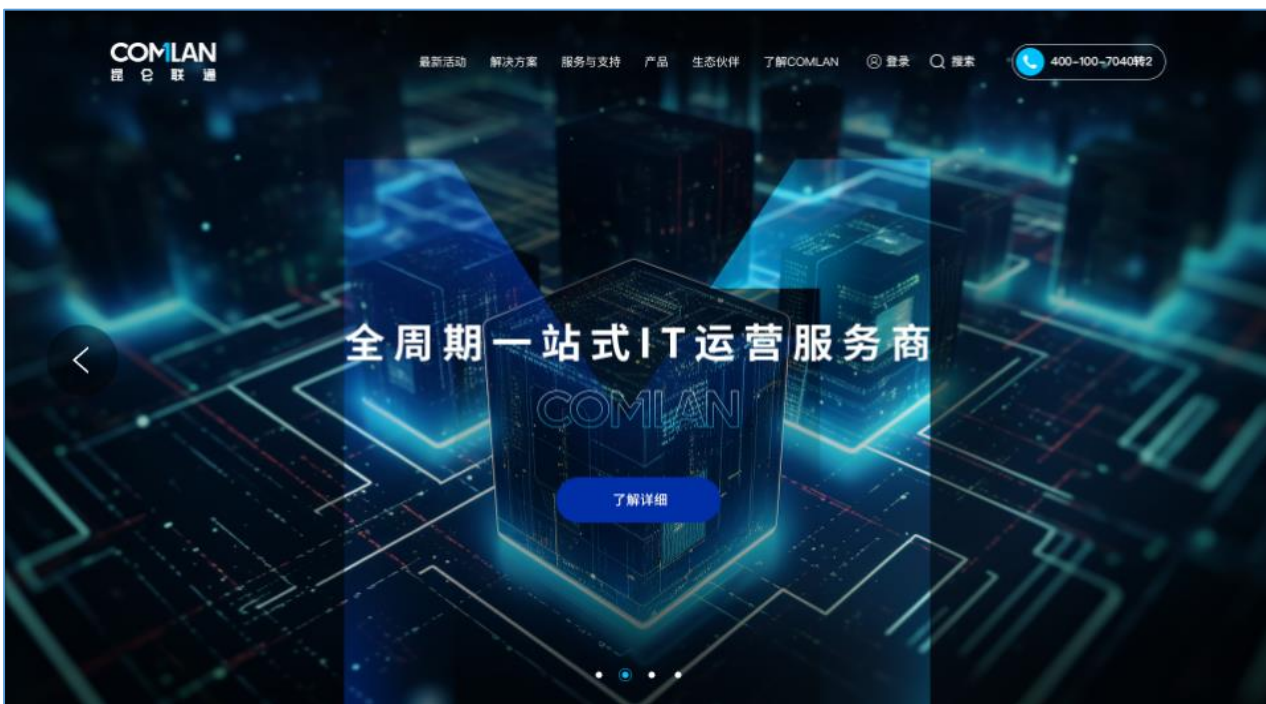 COMLAN
昆仑联通
最新活动 解决方案 服务与支持 产品 生态伙伴 了解COMLAN 登录 搜索 400-100-7040转2
全周期一站式IT运营服务商
COMLAN
了解详细